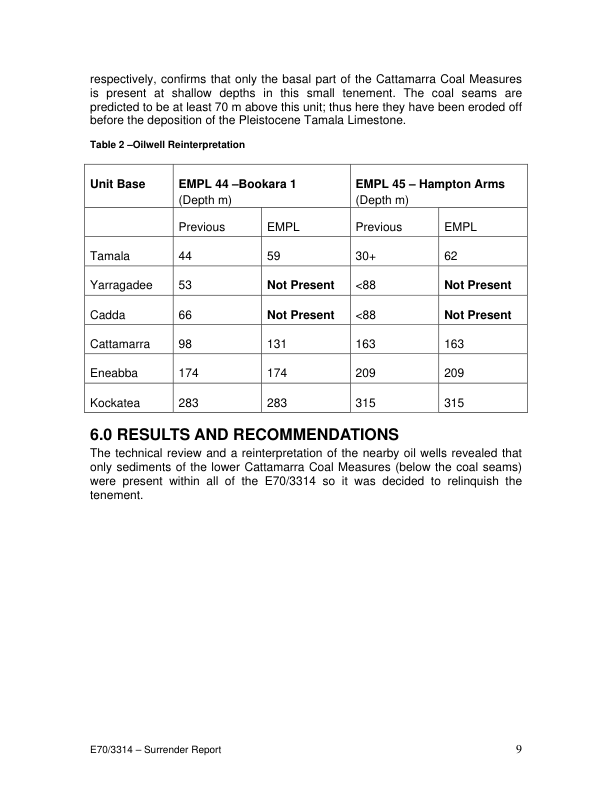 respectively, confirms that only the basal part of the Cattamarra Coal Measures
is present at shallow depths in this small tenement. The coal seams are
predicted to be at least 70 m above this unit; thus here they have been eroded off
before the deposition of the Pleistocene Tamala Limestone.
Table 2 –Oilwell Reinterpretation
Unit Base EMPL 44 –Bookara 1 EMPL 45 – Hampton Arms
(Depth m) (Depth m)
Previous EMPL Previous EMPL
Tamala 44 59 30+ 62
Yarragadee 53 Not Present <88 Not Present
Cadda 66 Not Present <88 Not Present
Cattamarra 98 131 163 163
Eneabba 174 174 209 209
Kockatea 283 283 315 315
6.0 RESULTS AND RECOMMENDATIONS
The technical review and a reinterpretation of the nearby oil wells revealed that
only sediments of the lower Cattamarra Coal Measures (below the coal seams)
were present within all of the E70/3314 so it was decided to relinquish the
tenement.
E70/3314 – Surrender Report 9